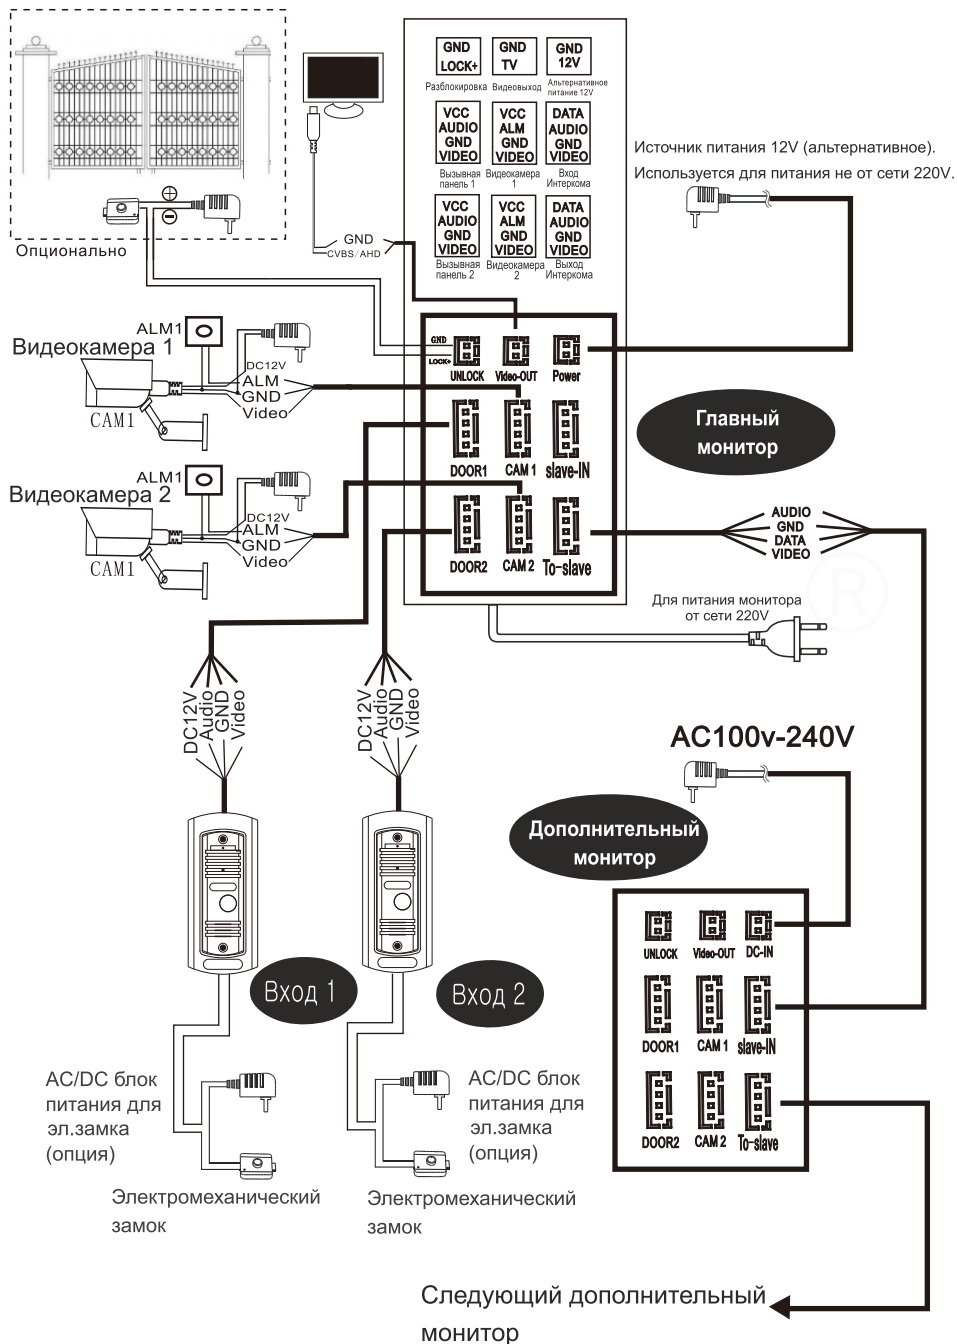 GND
LOCK+
Разблокировка
GND
TV
Видеовыход
GND
12V
Альтернативное
питание 12V
VCC
AUDIO
GND
VIDEO
Вызывная
панель 1
VCC
ALM
GND
VIDEO
Видеокамера
1
DATA
AUDIO
GND
VIDEO
Вход
Интеркома
VCC
AUDIO
GND
VIDEO
Вызывная
панель 2
VCC
ALM
GND
VIDEO
Видеокамера
2
DATA
AUDIO
GND
VIDEO
Выход
Интеркома
Источник питания 12V (альтернативное).
Используется для питания не от сети 220V.
+
−
Опционально
GND
CVBS/AHD
ALM1
Видеокамера 1
CAM1
DC12V
ALM
GND
Video
ALM1
Видеокамера 2
CAM1
DC12V
ALM
GND
Video
GND
LOCK+
UNLOCK
Video-OUT
Power
DOOR1
CAM 1
slave-IN
DOOR2
CAM 2
To-slave
Главный
монитор
AUDIO
GND
DATA
VIDEO
®
Для питания монитора
от сети 220V
DC12V
Audio
GND
Video
DC12V
Audio
GND
Video
AC100v-240V
Дополнительный
монитор
UNLOCK
Video-OUT
DC-IN
DOOR1
CAM 1
slave-IN
DOOR2
CAM 2
To-slave
Вход 1
Вход 2
AC/DC блок
питания для
эл.замка
(опция)
AC/DC блок
питания для
эл.замка
(опция)
Электромеханический
замок
Электромеханический
замок
Следующий дополнительный
монитор